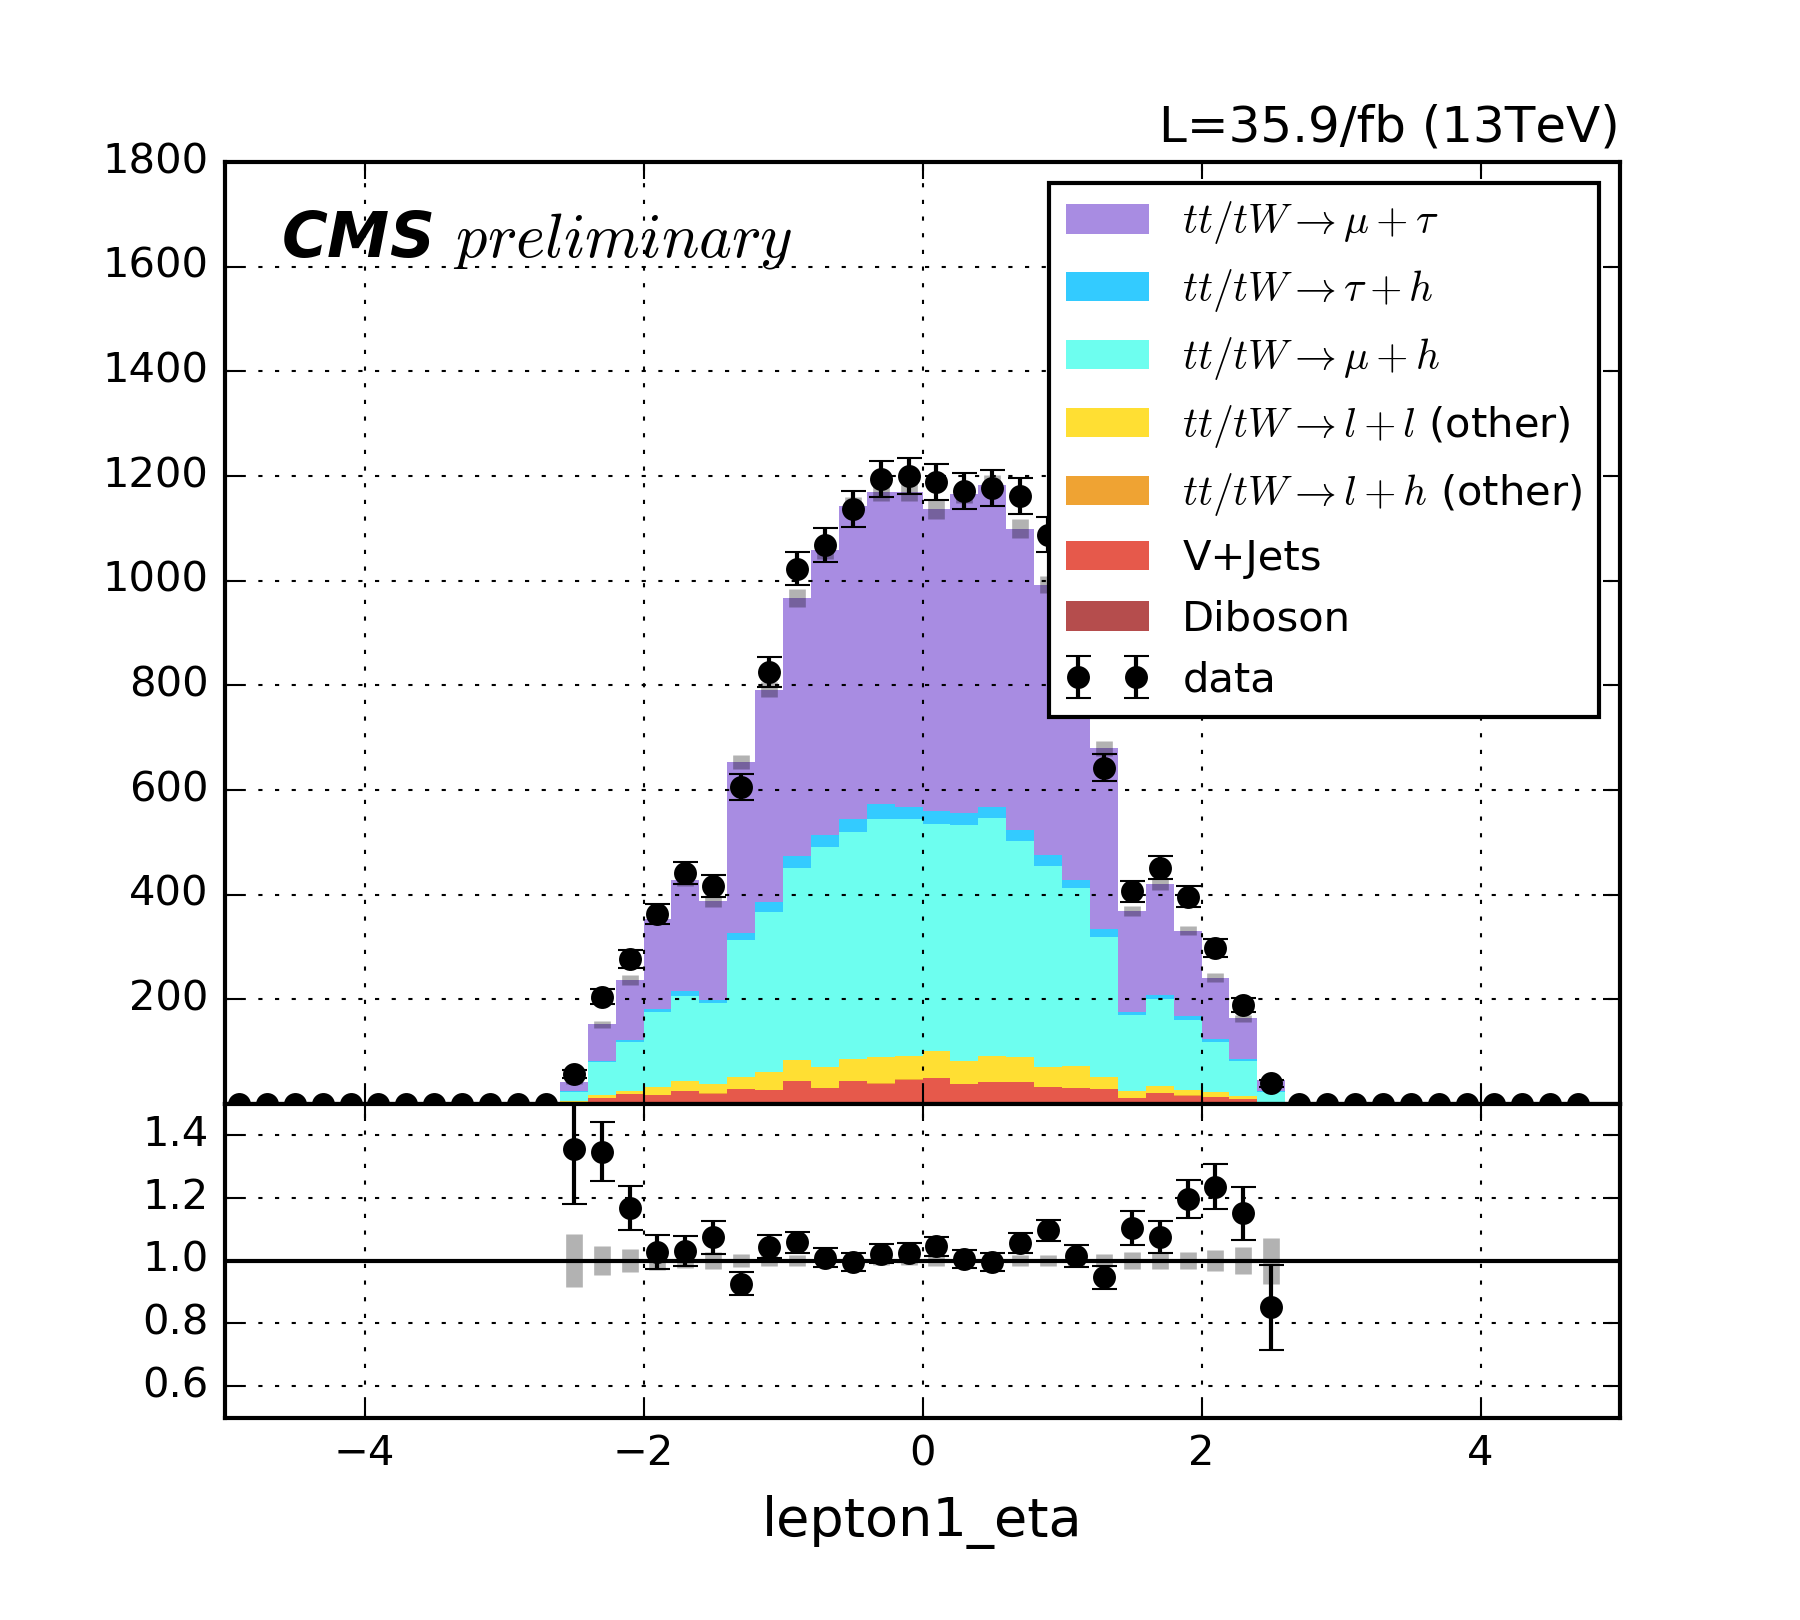 L=35.9/fb (13TeV)
CMS preliminary
1800
1600
1400
1200
1000
800
600
400
200
tt/tW → μ + τ
tt/tW → τ + h
tt/tW → μ + h
tt/tW → l + l (other)
tt/tW → l + h (other)
V+Jets
Diboson
data
1.4
1.2
1.0
0.8
0.6
−4 −2 0 2 4
lepton1_eta